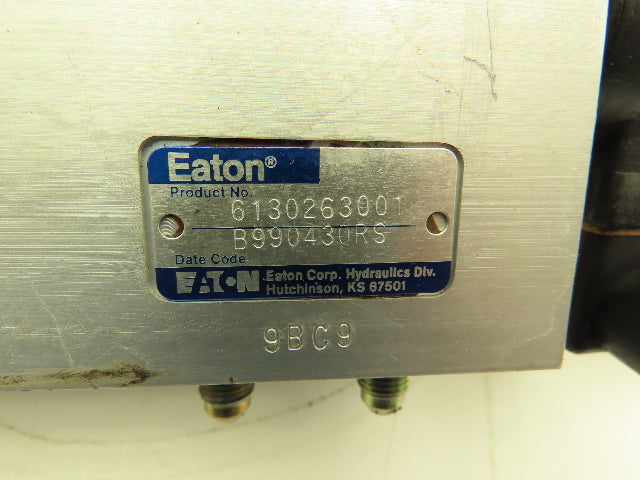 Eaton®
Product No.
6130263001
B990430RS
Date Code
EATON Eaton Corp. Hydraulics Div.
Hutchinson, KS 67501
9BC9